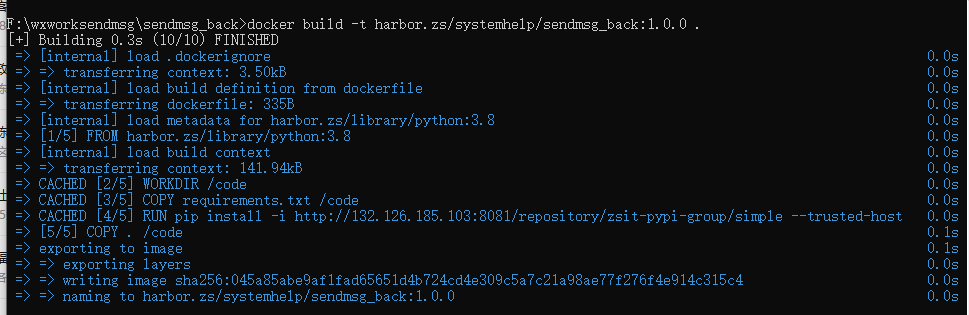 F:\wxworksendmsg\sendmsg_back>docker build -t harbor.zs/systemhelp/sendmsg_back:1.0.0 .
[+] Building 0.3s (10/10) FINISHED
=> [internal] load .dockerignore 0.0s
=> => transferring context: 3.50kB 0.0s
=> [internal] load build definition from dockerfile 0.0s
=> => transferring dockerfile: 335B 0.0s
=> [internal] load metadata for harbor.zs/library/python:3.8 0.0s
=> [1/5] FROM harbor.zs/library/python:3.8 0.0s
=> [internal] load build context 0.0s
=> => transferring context: 141.94kB 0.0s
=> CACHED [2/5] WORKDIR /code 0.0s
=> CACHED [3/5] COPY requirements.txt /code 0.0s
=> CACHED [4/5] RUN pip install -i http://132.126.185.103:8081/repository/zsit-pypi-group/simple --trusted-host 0.0s
=> [5/5] COPY . /code 0.1s
=> exporting to image 0.1s
=> => exporting layers 0.0s
=> => writing image sha256:045a85abe9af1fad65651d4b724cd4e309c5a7c21a98ae77f276f4e914c315c4 0.0s
=> => naming to harbor.zs/systemhelp/sendmsg_back:1.0.0 0.0s